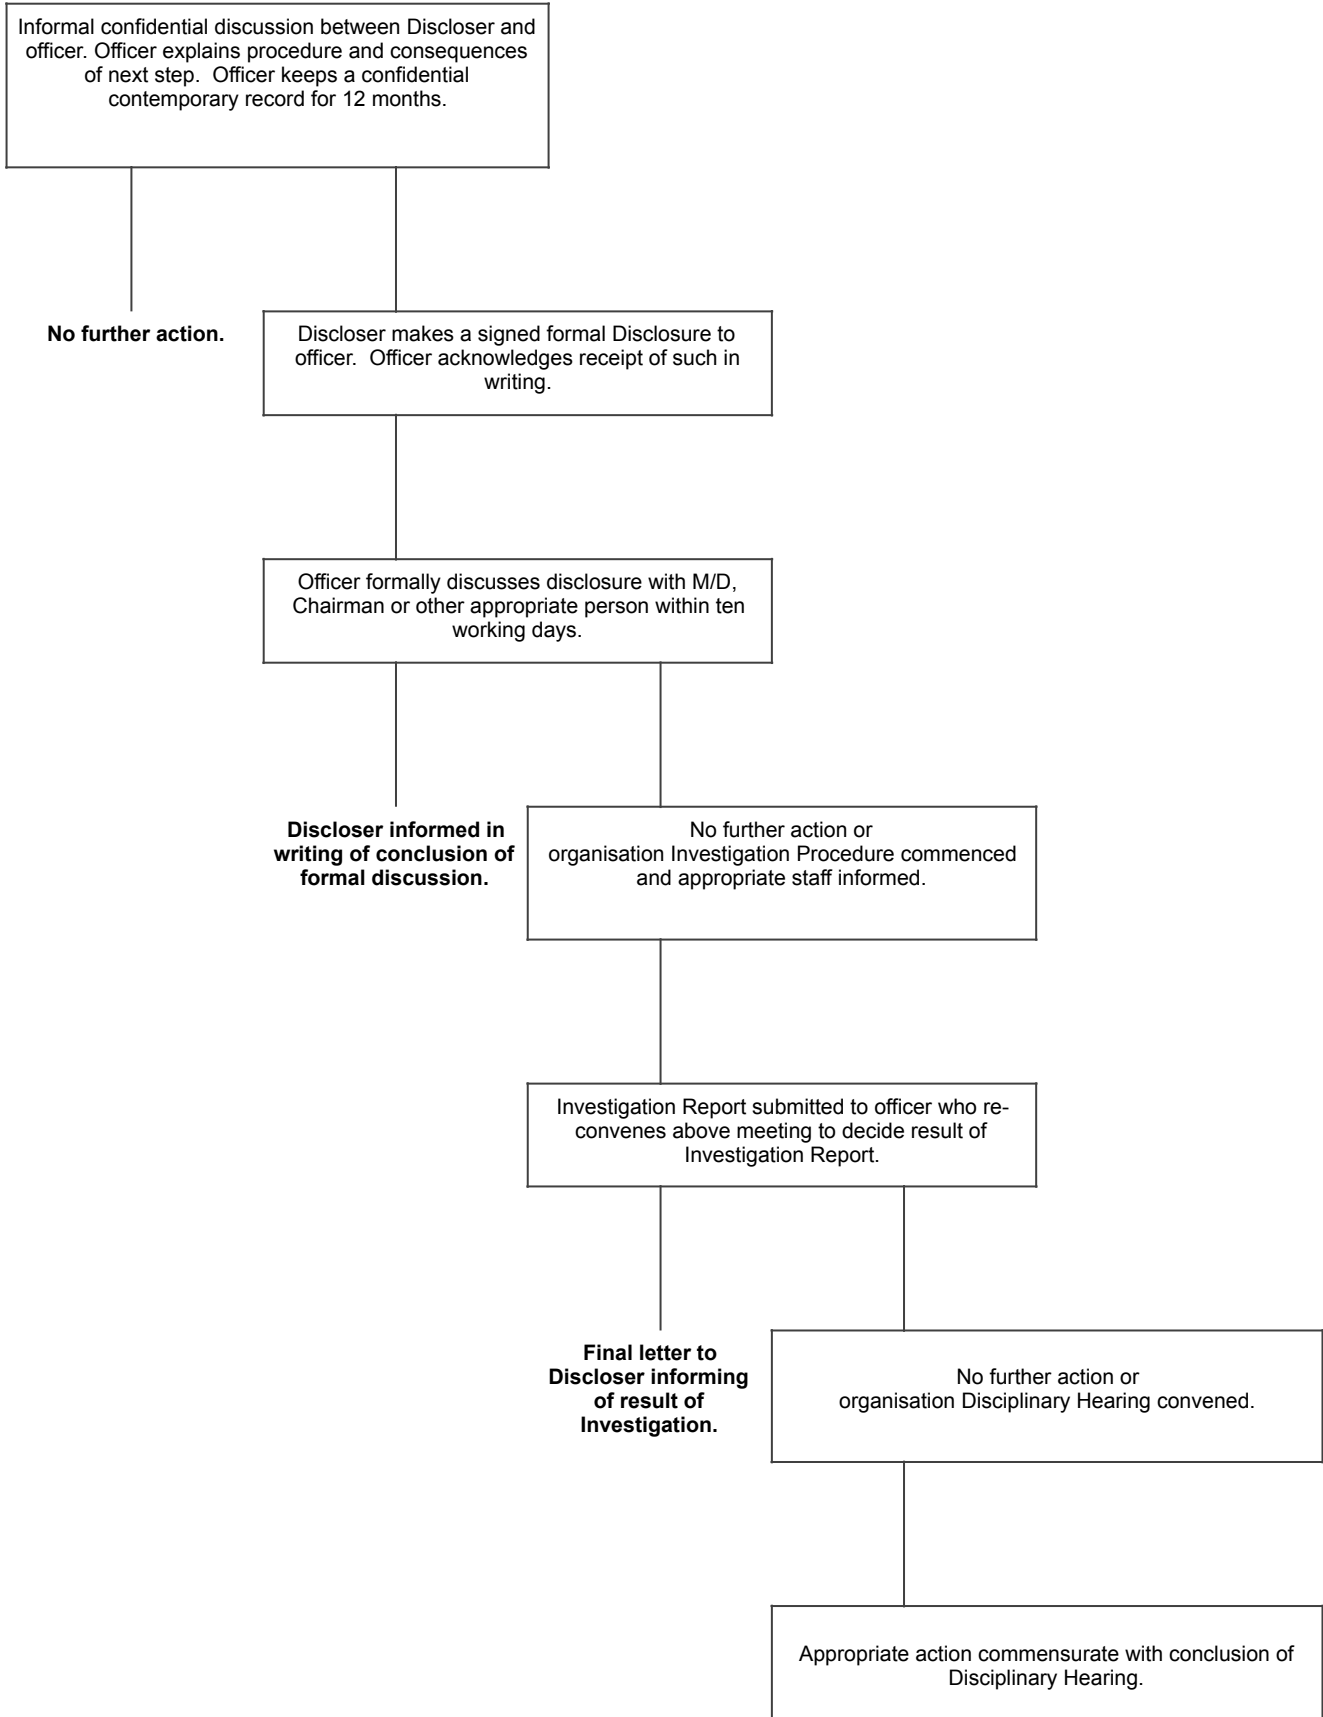 Informal confidential discussion between Discloser and
officer. Officer explains procedure and consequences
of next step.  Officer keeps a confidential
contemporary record for 12 months.
No further action.
Discloser makes a signed formal Disclosure to
officer.  Officer acknowledges receipt of such in
writing.
Officer formally discusses disclosure with M/D,
Chairman or other appropriate person within ten
working days.
Discloser informed in
writing of conclusion of
formal discussion.
No further action or
organisation Investigation Procedure commenced
and appropriate staff informed.
Investigation Report submitted to officer who re-
convenes above meeting to decide result of
Investigation Report.
Final letter to
Discloser informing
of result of
Investigation.
No further action or
organisation Disciplinary Hearing convened.
Appropriate action commensurate with conclusion of
Disciplinary Hearing.